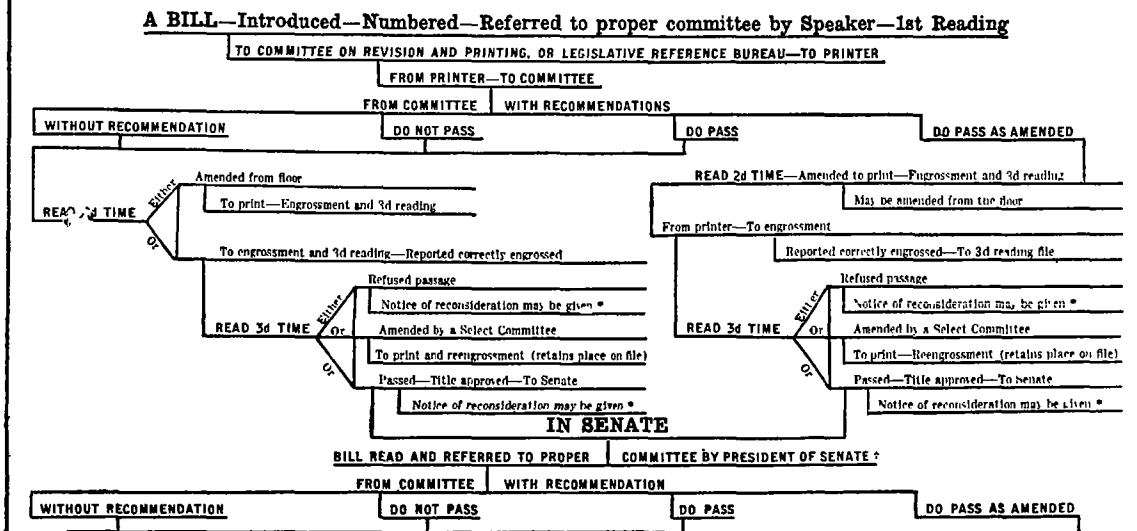 A BILL—Introduced—Numbered—Referred to proper committee by Speaker—1st Reading
TO COMMITTEE ON REVISION AND PRINTING, OR LEGISLATIVE REFERENCE BUREAU—TO PRINTER
FROM PRINTER—TO COMMITTEE
FROM COMMITTEE WITH RECOMMENDATIONS
WITHOUT RECOMMENDATION
DO NOT PASS
DO PASS
DO PASS AS AMENDED
Either
Amended from floor
To print—Engrossment and 3d reading
READ TIME
Or
To engrossment and 3d reading—Reported correctly engrossed
READ 2d TIME—Amended to print—Engrossment and 3d reading
May be amended from the floor
From printer—To engrossment
Reported correctly engrossed—To 3d reading file
Refused passage
Either
Notice of reconsideration may be given *
READ 3d TIME
Or
Amended by a Select Committee
To print and reengrossment (retains place on file)
Or
Passed—Title approved—To Senate
Notice of reconsideration may be given *
Refused passage
Either
Notice of reconsideration may be given *
READ 3d TIME
Or
Amended by a Select Committee
To print—Reengrossment (retains place on file)
Or
Passed—Title approved—To Senate
Notice of reconsideration may be given *
IN SENATE
BILL READ AND REFERRED TO PROPER COMMITTEE BY PRESIDENT OF SENATE †
FROM COMMITTEE WITH RECOMMENDATION
WITHOUT RECOMMENDATION
DO NOT PASS
DO PASS
DO PASS AS AMENDED